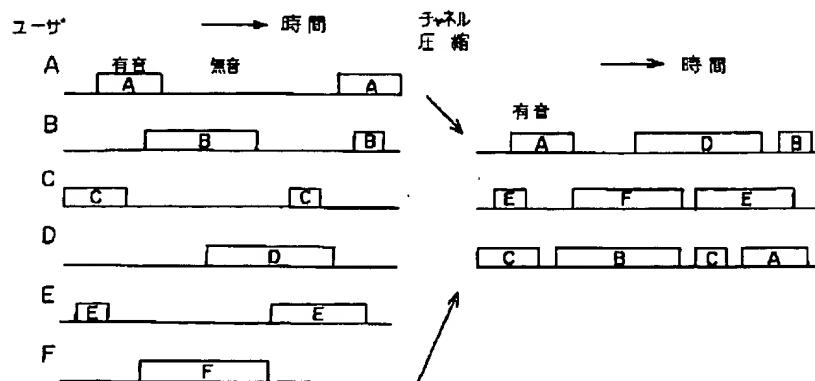 ユーザ → 時間
有音 無音
A A A
B B B
C C C
D D
E E E
F F
チャネル
圧縮
→ 時間
有音
A D B
E F E
C B C A